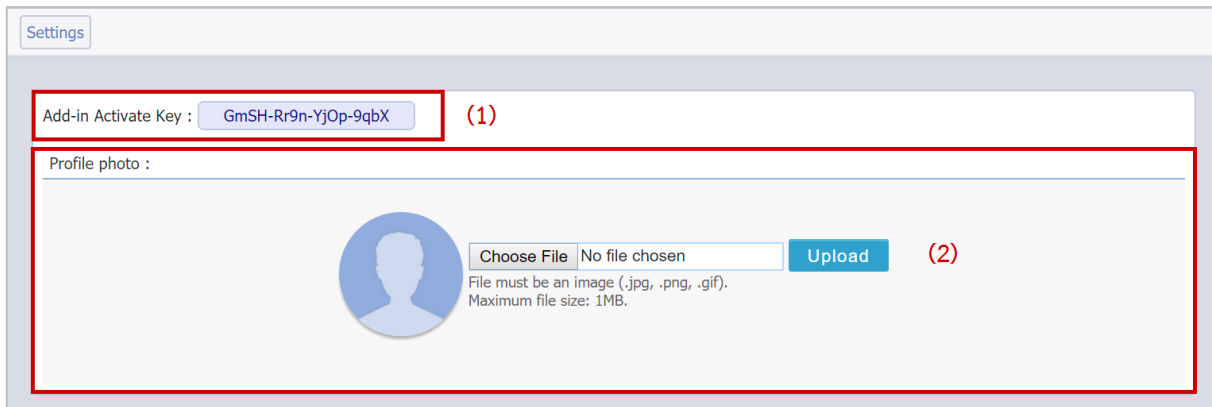 Settings
Add-in Activate Key : GmSH-Rr9n-YjOp-9qbX (1)
Profile photo :
Choose File No file chosen Upload (2)
File must be an image (.jpg, .png, .gif).
Maximum file size: 1MB.